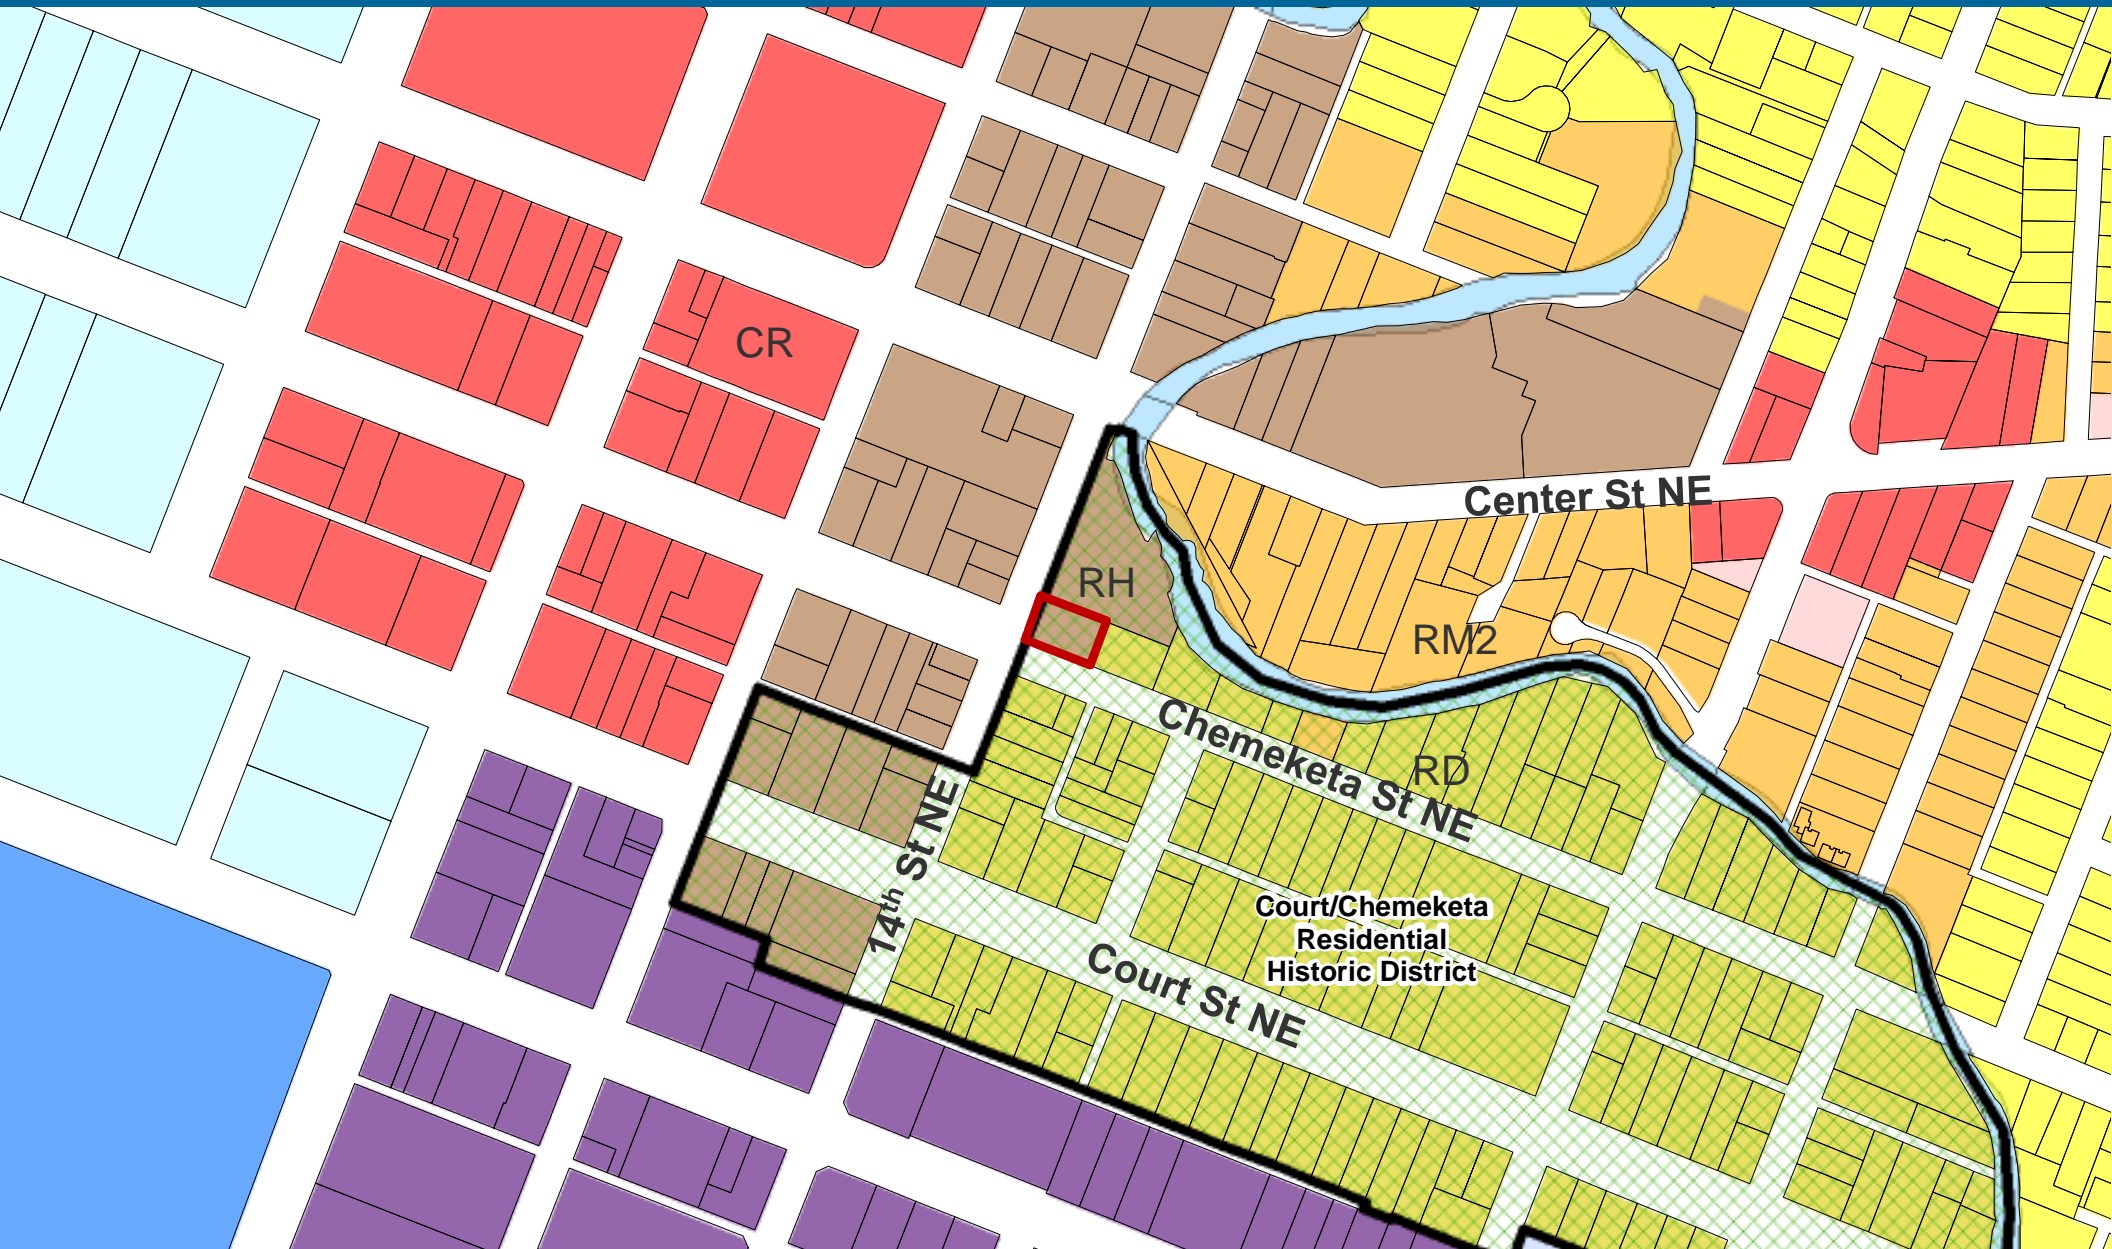 CR
Center St NE
RH
RM2
Chemeketa St NE
RD
14th St NE
Court/Chemeketa
Residential
Historic District
Court St NE